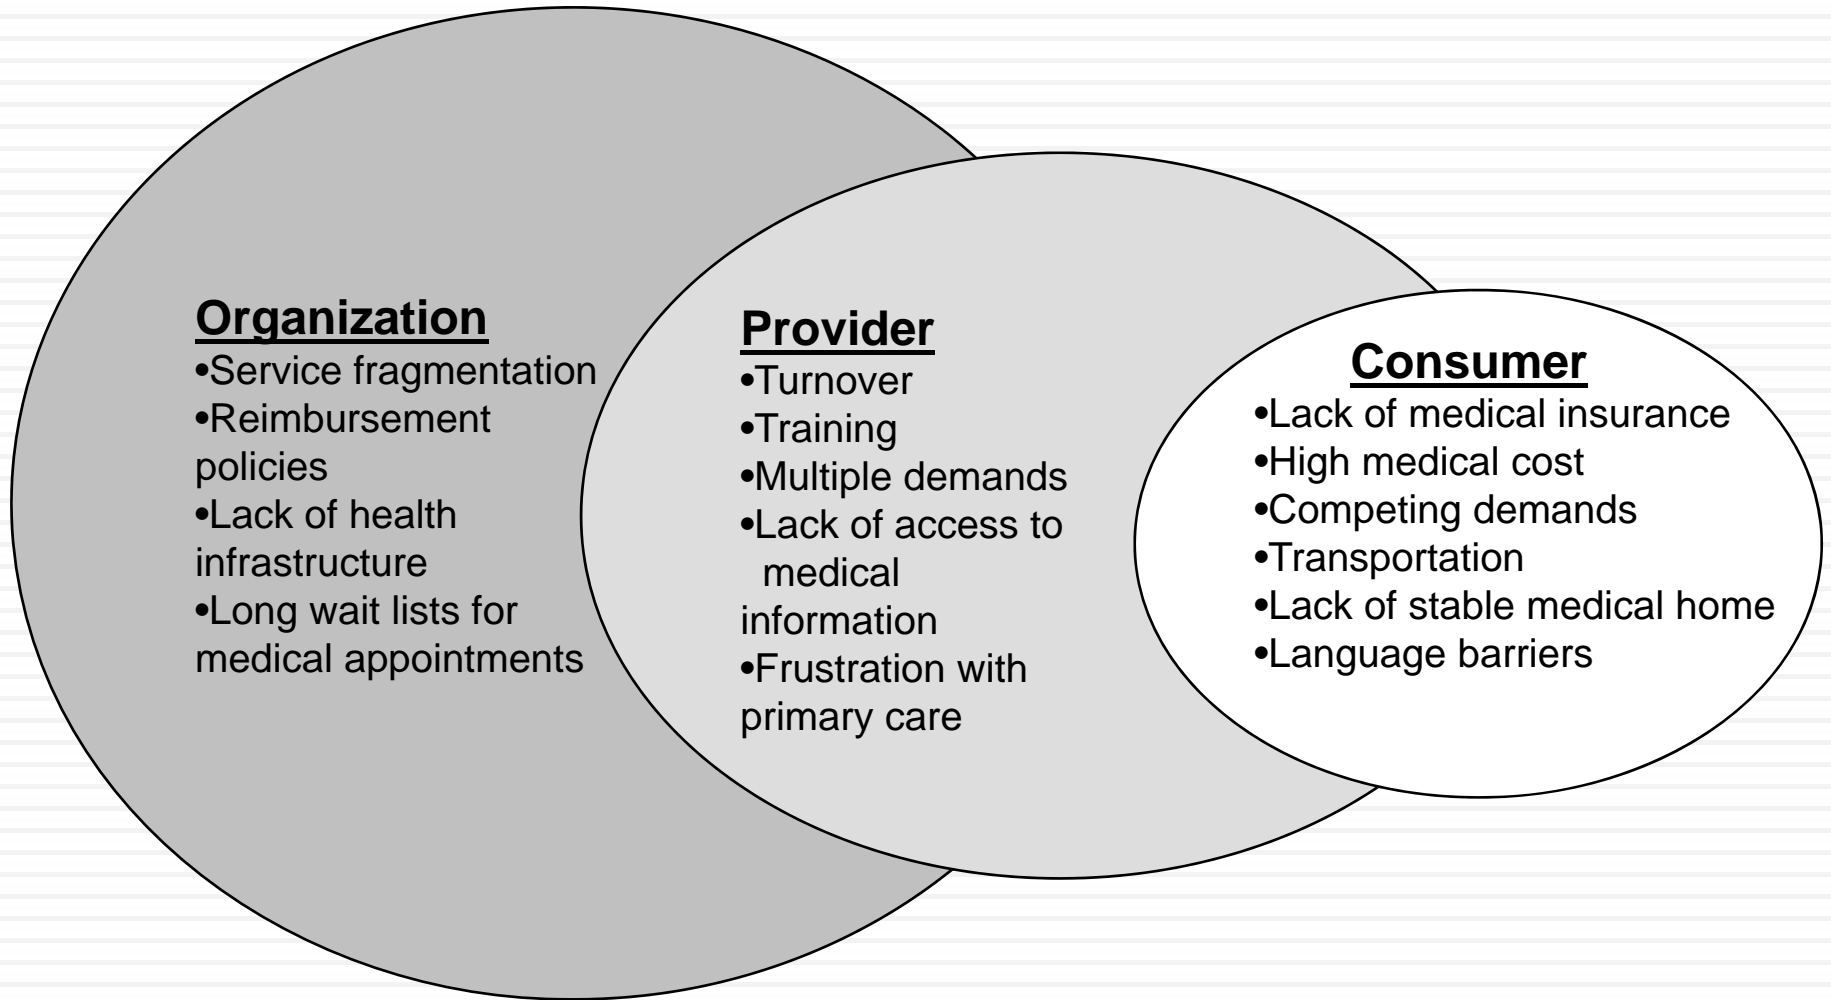 Organization
•Service fragmentation
•Reimbursement
policies
•Lack of health
infrastructure
•Long wait lists for
medical appointments
Provider
•Turnover
•Training
•Multiple demands
•Lack of access to
medical
information
•Frustration with
primary care
Consumer
•Lack of medical insurance
•High medical cost
•Competing demands
•Transportation
•Lack of stable medical home
•Language barriers